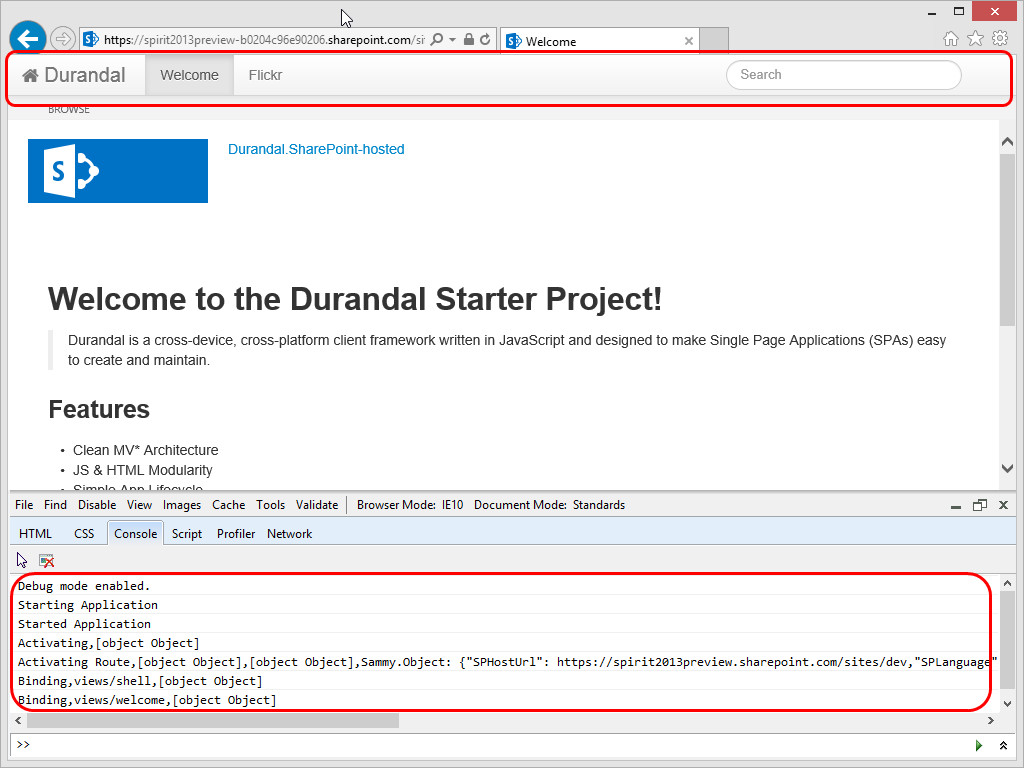 https://spirit2013preview-b0204c96e90206.sharepoint.com/si
Welcome
Durandal Welcome Flickr Search
BROWSE
S
Durandal.SharePoint-hosted
Welcome to the Durandal Starter Project!
Durandal is a cross-device, cross-platform client framework written in JavaScript and designed to make Single Page Applications (SPAs) easy
to create and maintain.
Features
• Clean MV* Architecture
• JS & HTML Modularity
• Simple App Lifecycle
File Find Disable View Images Cache Tools Validate Browser Mode: IE10 Document Mode: Standards
HTML CSS Console Script Profiler Network
Debug mode enabled.
Starting Application
Started Application
Activating,[object Object]
Activating Route,[object Object],[object Object],Sammy.Object: {"SPHostUrl": https://spirit2013preview.sharepoint.com/sites/dev,"SPLanguage"
Binding,views/shell,[object Object]
Binding,views/welcome,[object Object]
>>